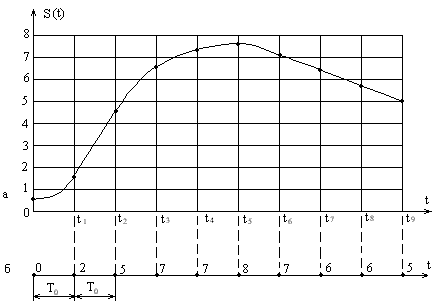 S(t)
8
7
6
5
4
3
2
1
a
0
t
t₁ t₂ t₃ t₄ t₅ t₆ t₇ t₈ t₉
б 0 2 5 7 7 8 7 6 6 5 t
T₀ T₀